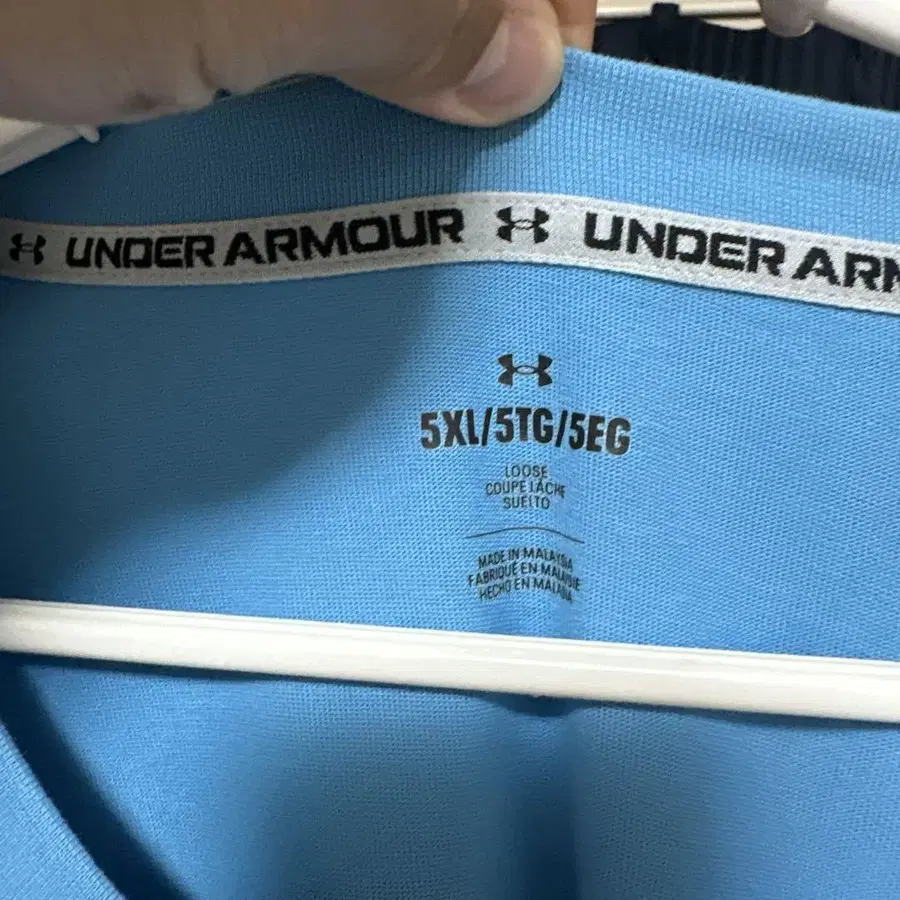 UNDER ARMOUR UNDER ARM
5XL/5TG/5EG
LOOSE
COUPE LÂCHE
SUELTO
MADE IN MALAYSIA
FABRIQUÉ EN MALAISIE
HECHO EN MALASIA